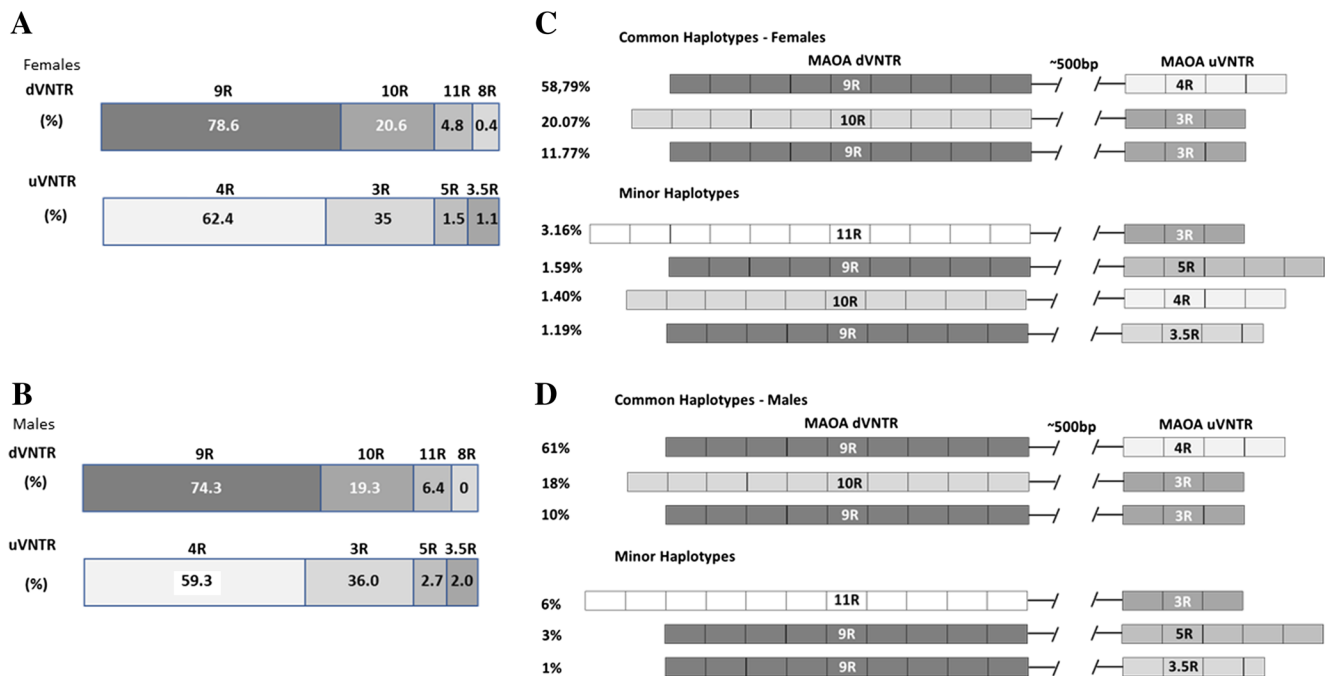 A
Females
dVNTR 9R 10R 11R 8R
(%) 78.6 20.6 4.8 0.4
uVNTR 4R 3R 5R 3.5R
(%) 62.4 35 1.5 1.1
B
Males
dVNTR 9R 10R 11R 8R
(%) 74.3 19.3 6.4 0
uVNTR 4R 3R 5R 3.5R
(%) 59.3 36.0 2.7 2.0
C
Common Haplotypes - Females
MAOA dVNTR ~500bp MAOA uVNTR
58,79% 9R 4R
20.07% 10R 3R
11.77% 9R 3R
Minor Haplotypes
3.16% 11R 3R
1.59% 9R 5R
1.40% 10R 4R
1.19% 9R 3.5R
D
Common Haplotypes - Males
MAOA dVNTR ~500bp MAOA uVNTR
61% 9R 4R
18% 10R 3R
10% 9R 3R
Minor Haplotypes
6% 11R 3R
3% 9R 5R
1% 9R 3.5R